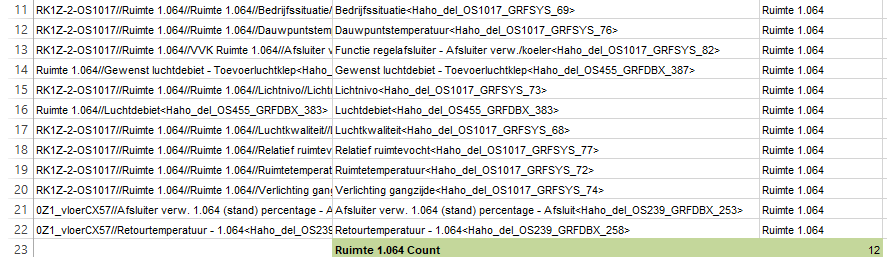 11 RK1Z-2-OS1017//Ruimte 1.064//Ruimte 1.064//Bedrijfssituatie/ Bedrijfssituatie<Haho_del_OS1017_GRFSYS_69> Ruimte 1.064
12 RK1Z-2-OS1017//Ruimte 1.064//Ruimte 1.064//Dauwpuntstem Dauwpuntstemperatuur<Haho_del_OS1017_GRFSYS_76> Ruimte 1.064
13 RK1Z-2-OS1017//Ruimte 1.064//VVK Ruimte 1.064//Afsluiter v Functie regelafsluiter - Afsluiter verw./koeler<Haho_del_OS1017_GRFSYS_82> Ruimte 1.064
14 Ruimte 1.064//Gewenst luchtdebiet - Toevoerluchtklep<Haho_ Gewenst luchtdebiet - Toevoerluchtklep<Haho_del_OS455_GRFDBX_387> Ruimte 1.064
15 RK1Z-2-OS1017//Ruimte 1.064//Ruimte 1.064//Lichtnivo//Lichtn Lichtnivo<Haho_del_OS1017_GRFSYS_73> Ruimte 1.064
16 Ruimte 1.064//Luchtdebiet<Haho_del_OS455_GRFDBX_383> Luchtdebiet<Haho_del_OS455_GRFDBX_383> Ruimte 1.064
17 RK1Z-2-OS1017//Ruimte 1.064//Ruimte 1.064//Luchtkwaliteit//L Luchtkwaliteit<Haho_del_OS1017_GRFSYS_68> Ruimte 1.064
18 RK1Z-2-OS1017//Ruimte 1.064//Ruimte 1.064//Relatief ruimtev Relatief ruimtevocht<Haho_del_OS1017_GRFSYS_77> Ruimte 1.064
19 RK1Z-2-OS1017//Ruimte 1.064//Ruimte 1.064//Ruimtetemperat Ruimtetemperatuur<Haho_del_OS1017_GRFSYS_72> Ruimte 1.064
20 RK1Z-2-OS1017//Ruimte 1.064//Ruimte 1.064//Verlichting gang Verlichting gangzijde<Haho_del_OS1017_GRFSYS_74> Ruimte 1.064
21 0Z1_vloerCX57//Afsluiter verw. 1.064 (stand) percentage - A Afsluiter verw. 1.064 (stand) percentage - Afsluit<Haho_del_OS239_GRFDBX_253> Ruimte 1.064
22 0Z1_vloerCX57//Retourtemperatuur - 1.064<Haho_del_OS239 Retourtemperatuur - 1.064<Haho_del_OS239_GRFDBX_258> Ruimte 1.064
23 Ruimte 1.064 Count 12